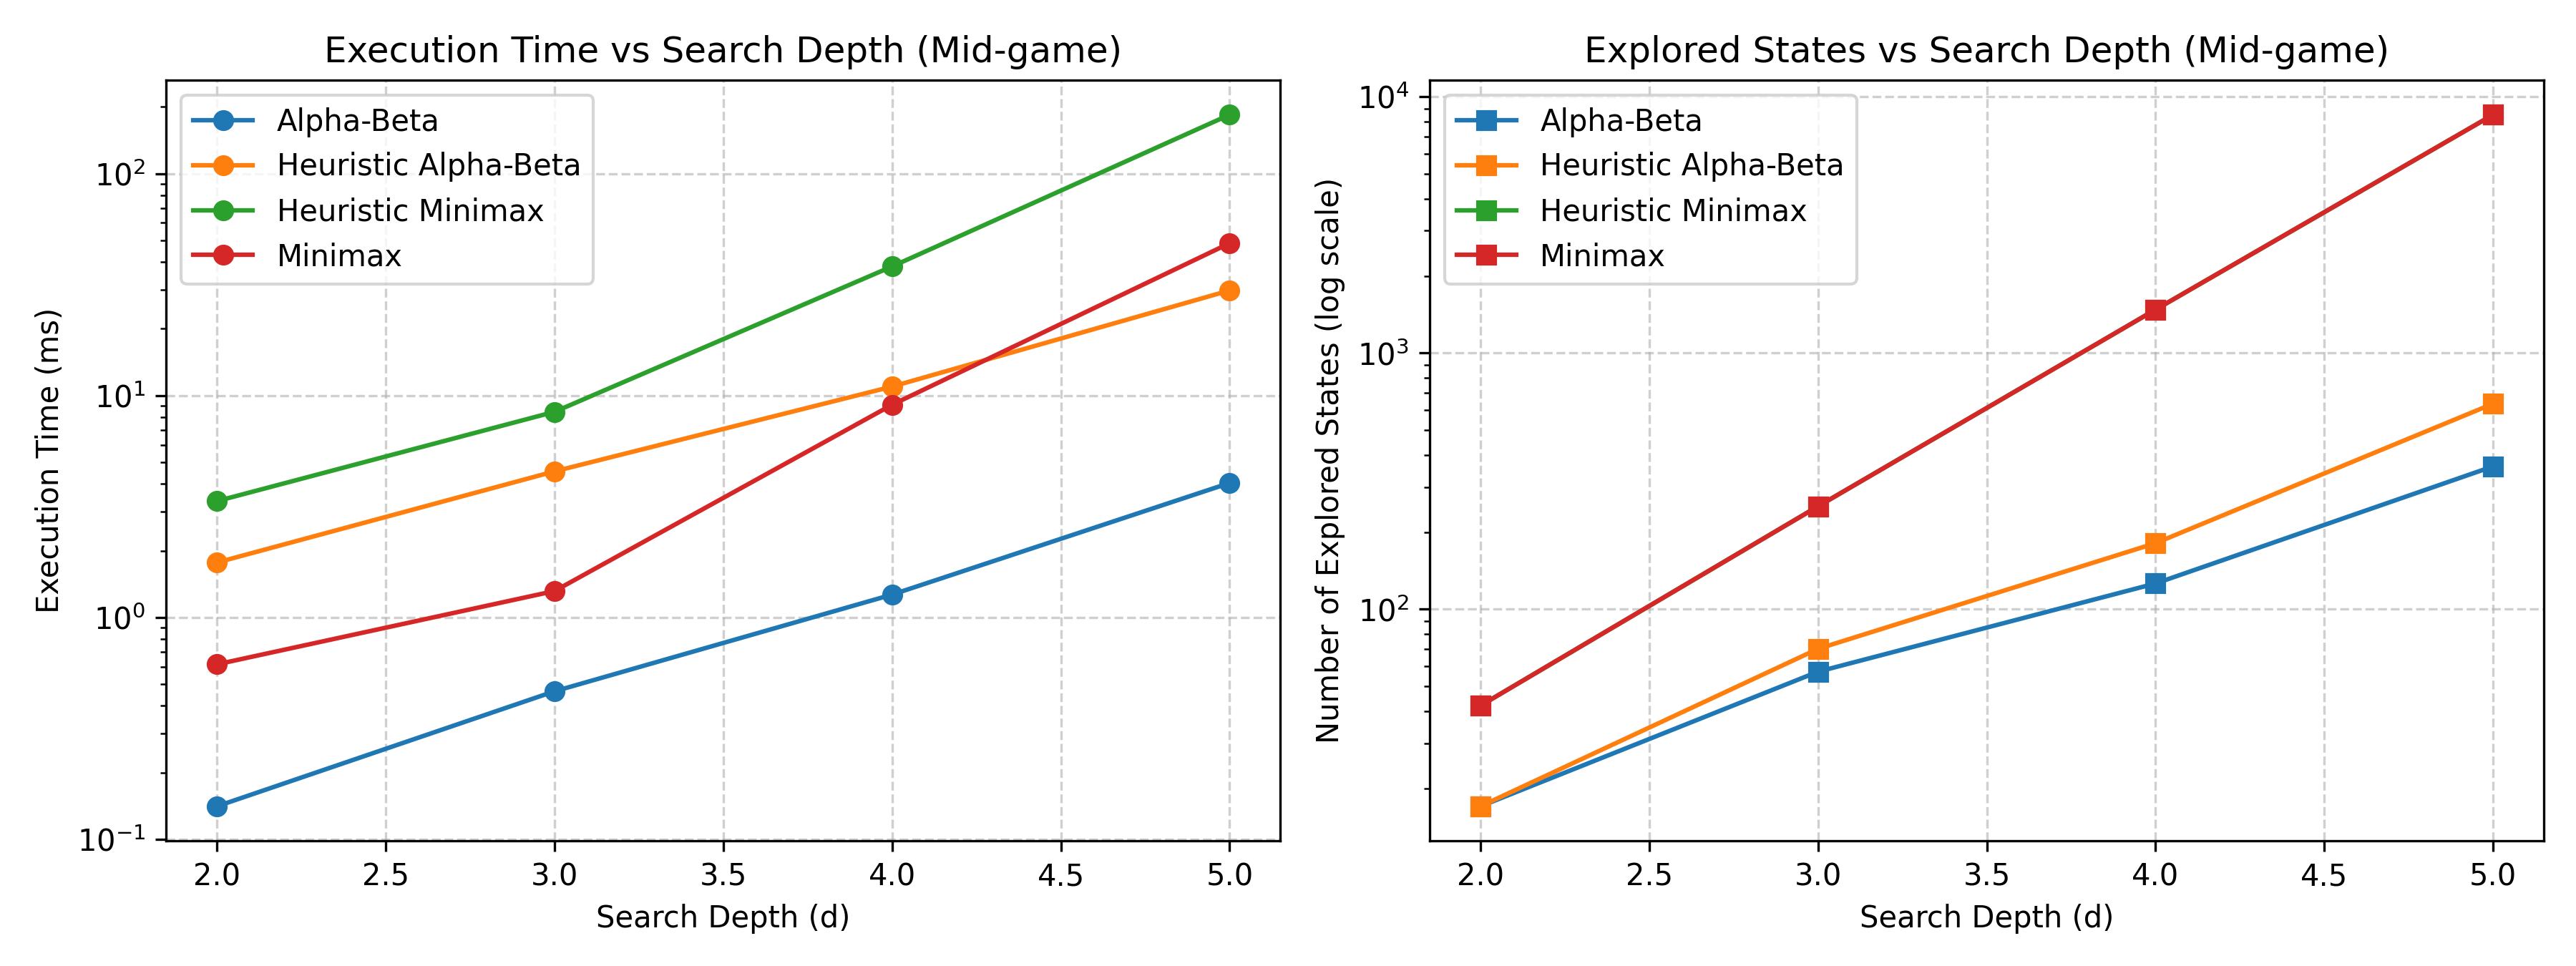 Execution Time vs Search Depth (Mid-game)
Alpha-Beta
Heuristic Alpha-Beta
Heuristic Minimax
Minimax
Execution Time (ms)
10²
10¹
10⁰
10⁻¹
2.0 2.5 3.0 3.5 4.0 4.5 5.0
Search Depth (d)
Explored States vs Search Depth (Mid-game)
Alpha-Beta
Heuristic Alpha-Beta
Heuristic Minimax
Minimax
Number of Explored States (log scale)
10⁴
10³
10²
2.0 2.5 3.0 3.5 4.0 4.5 5.0
Search Depth (d)